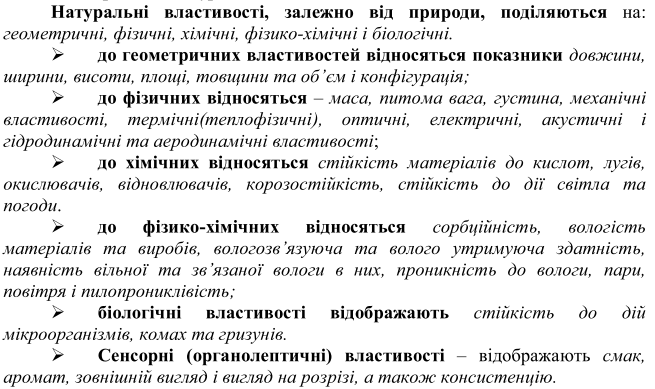 Натуральні властивості, залежно від природи, поділяються на:
геометричні, фізичні, хімічні, фізико-хімічні і біологічні.
➢ до геометричних властивостей відносяться показники довжини,
ширини, висоти, площі, товщини та об’єм і конфігурація;
➢ до фізичних відносяться – маса, питома вага, густина, механічні
властивості, термічні(теплофізичні), оптичні, електричні, акустичні і
гідродинамічні та аеродинамічні властивості;
➢ до хімічних відносяться стійкість матеріалів до кислот, лугів,
окислювачів, відновлювачів, корозостійкість, стійкість до дії світла та
погоди.
➢ до фізико-хімічних відносяться сорбційність, вологість
матеріалів та виробів, вологозв’язуюча та волого утримуюча здатність,
наявність вільної та зв’язаної вологи в них, проникність до вологи, пари,
повітря і пилопроникливість;
➢ біологічні властивості відображають стійкість до дій
мікроорганізмів, комах та гризунів.
➢ Сенсорні (органолептичні) властивості – відображають смак,
аромат, зовнішній вигляд і вигляд на розрізі, а також консистенцію.